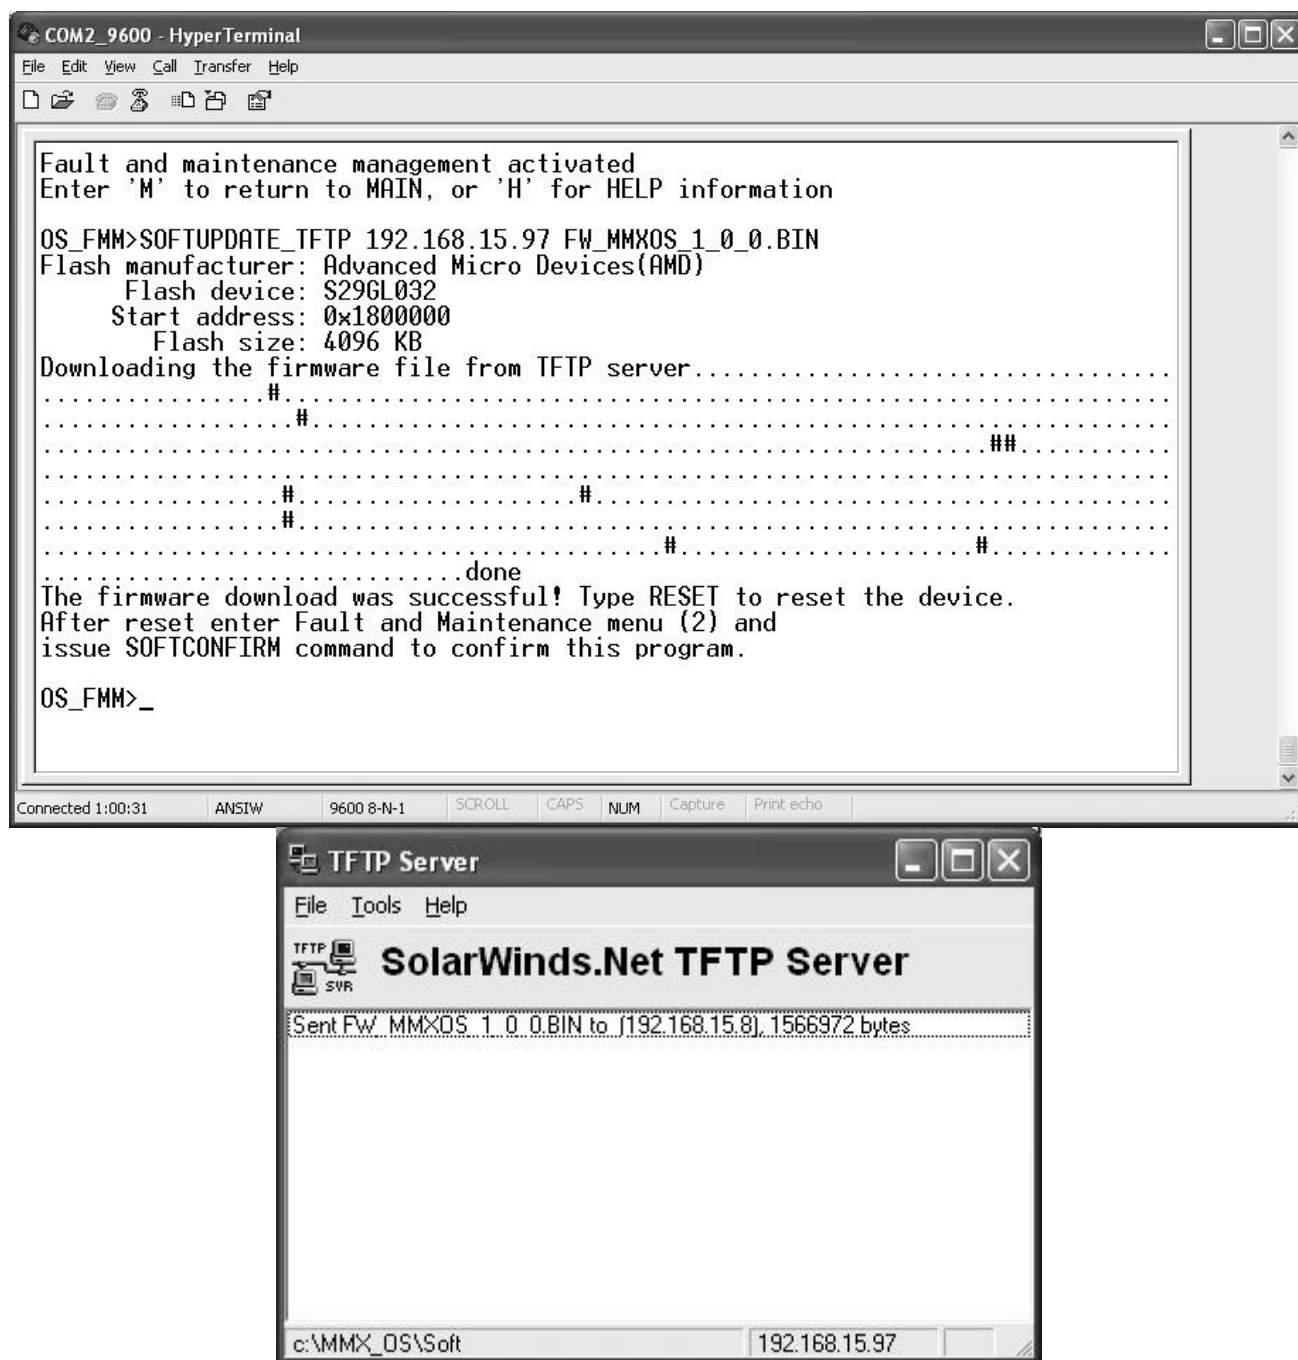 COM2_9600 - HyperTerminal
File Edit View Call Transfer Help
Fault and maintenance management activated
Enter 'M' to return to MAIN, or 'H' for HELP information
OS_FMM>SOFTUPDATE_TFTP 192.168.15.97 FW_MMXOS_1_0_0.BIN
Flash manufacturer: Advanced Micro Devices(AMD)
Flash device: S29GL032
Start address: 0x1800000
Flash size: 4096 KB
Downloading the firmware file from TFTP server..................................
................#...............................................................
..................#.............................................................
...................................................................##...........
................................................................................
.................#....................#.........................................
.................#..............................................................
............................................#.....................#.............
..............................done
The firmware download was successful! Type RESET to reset the device.
After reset enter Fault and Maintenance menu (2) and
issue SOFTCONFIRM command to confirm this program.
OS_FMM>_
Connected 1:00:31 ANSIW 9600 8-N-1 SCROLL CAPS NUM Capture Print echo
TFTP Server
File Tools Help
TFTP
SVR
SolarWinds.Net TFTP Server
Sent FW_MMXOS_1_0_0.BIN to (192.168.15.8), 1566972 bytes
c:\MMX_OS\Soft 192.168.15.97